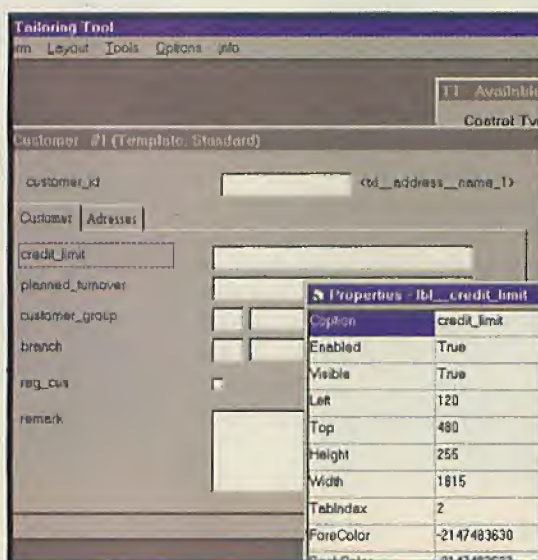 Tailoring Tool
rm Layout Tools Options Info
Available
Control Ty
Customer #1 (Template, Standard)
customer_id <td__address__name_1>
Customer Adresses
credit_limit
planned_turnover
customer_group
branch
reg_cus
remark
Properties - lbl__credit_limit
Caption credit_limit
Enabled True
Visible True
Left 120
Top 480
Height 255
Width 1815
TabIndex 2
ForeColor -2147483630